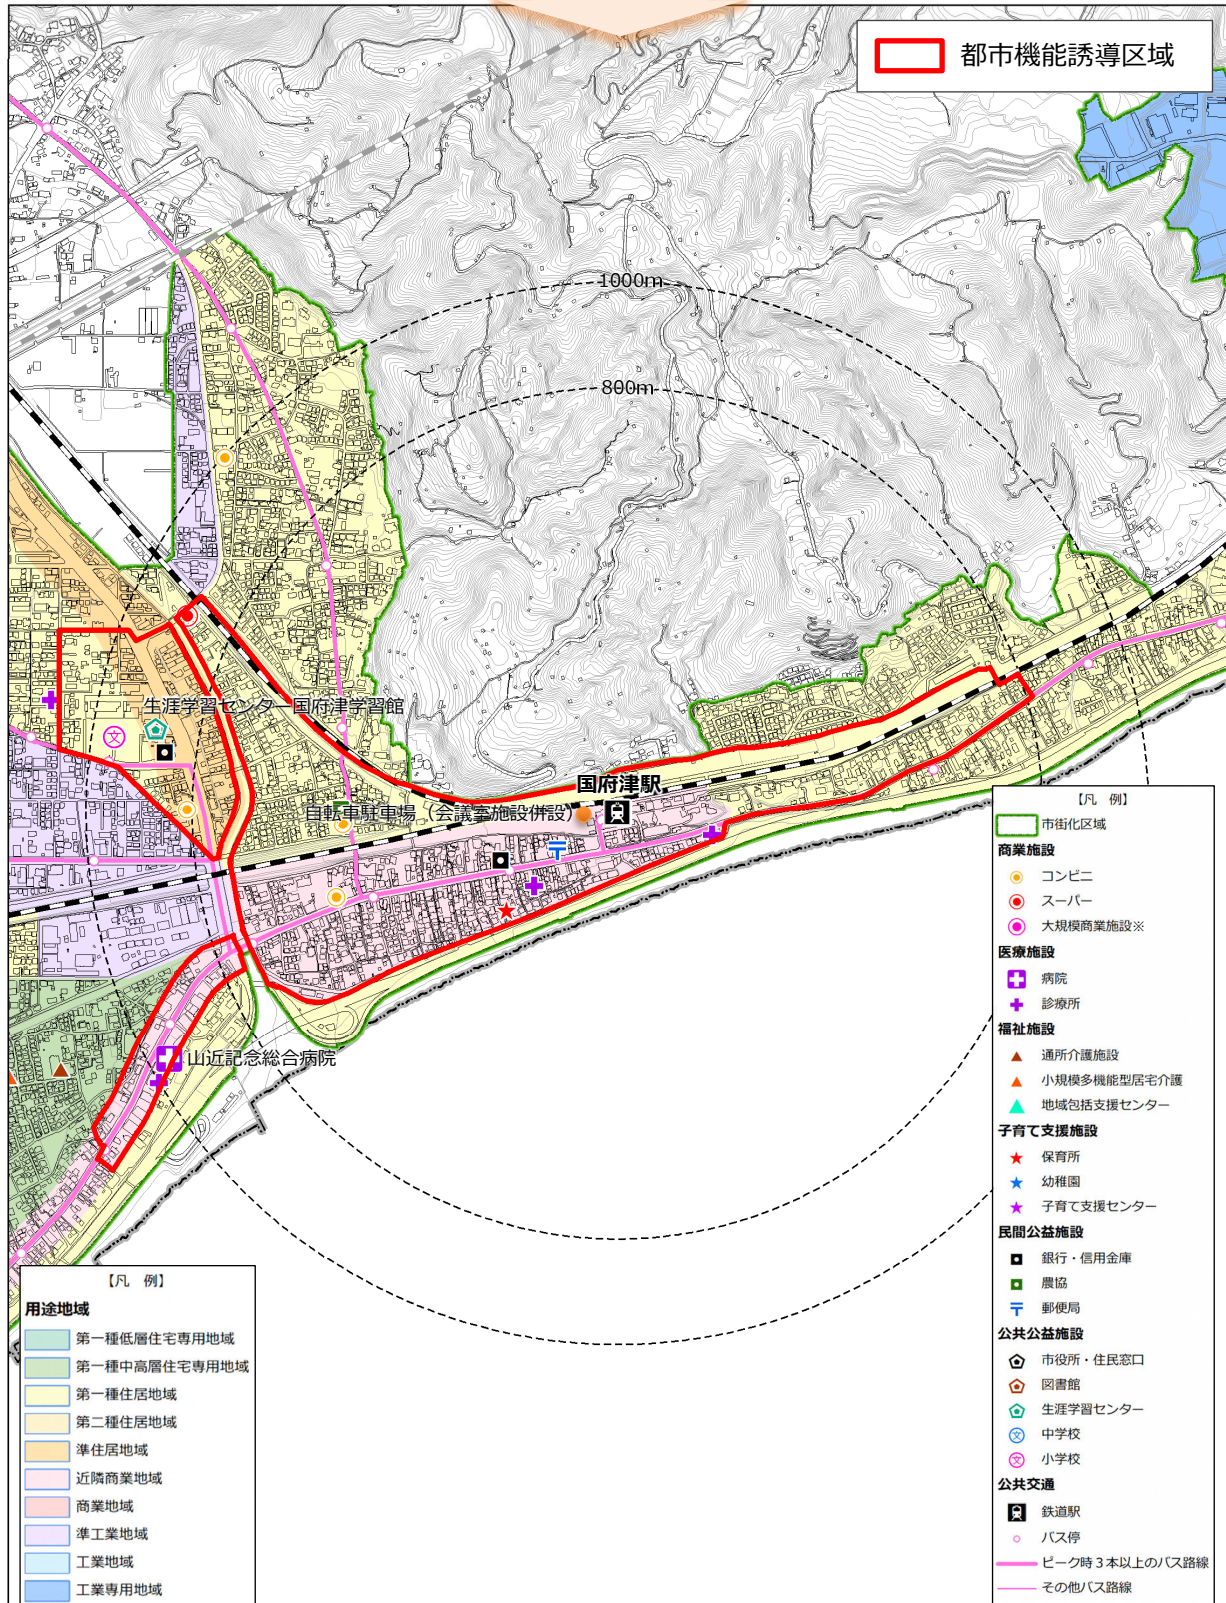 都市機能誘導区域
1000m
800m
生涯学習センター国府津学習館
国府津駅
自転車駐車場（会議室施設併設）
山近記念総合病院
【凡　例】
市街化区域
商業施設
コンビニ
スーパー
大規模商業施設※
医療施設
病院
診療所
福祉施設
通所介護施設
小規模多機能型居宅介護
地域包括支援センター
子育て支援施設
保育所
幼稚園
子育て支援センター
民間公益施設
銀行・信用金庫
農協
郵便局
公共公益施設
市役所・住民窓口
図書館
生涯学習センター
文 中学校
文 小学校
公共交通
鉄道駅
バス停
ピーク時３本以上のバス路線
その他バス路線
【凡　例】
用途地域
第一種低層住宅専用地域
第一種中高層住宅専用地域
第一種住居地域
第二種住居地域
準住居地域
近隣商業地域
商業地域
準工業地域
工業地域
工業専用地域
文